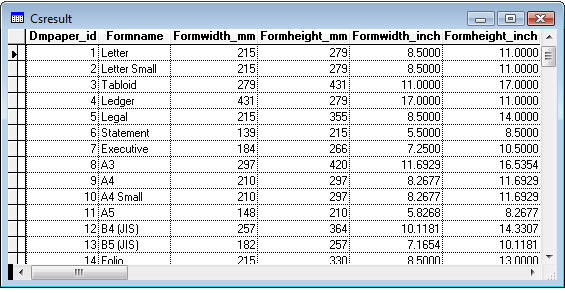 Csresult
Dmpaper_id Formname Formwidth_mm Formheight_mm Formwidth_inch Formheight_inch
1 Letter 215 279 8.5000 11.0000
2 Letter Small 215 279 8.5000 11.0000
3 Tabloid 279 431 11.0000 17.0000
4 Ledger 431 279 17.0000 11.0000
5 Legal 215 355 8.5000 14.0000
6 Statement 139 215 5.5000 8.5000
7 Executive 184 266 7.2500 10.5000
8 A3 297 420 11.6929 16.5354
9 A4 210 297 8.2677 11.6929
10 A4 Small 210 297 8.2677 11.6929
11 A5 148 210 5.8268 8.2677
12 B4 (JIS) 257 364 10.1181 14.3307
13 B5 (JIS) 182 257 7.1654 10.1181
14 Folio 215 330 8.5000 13.0000